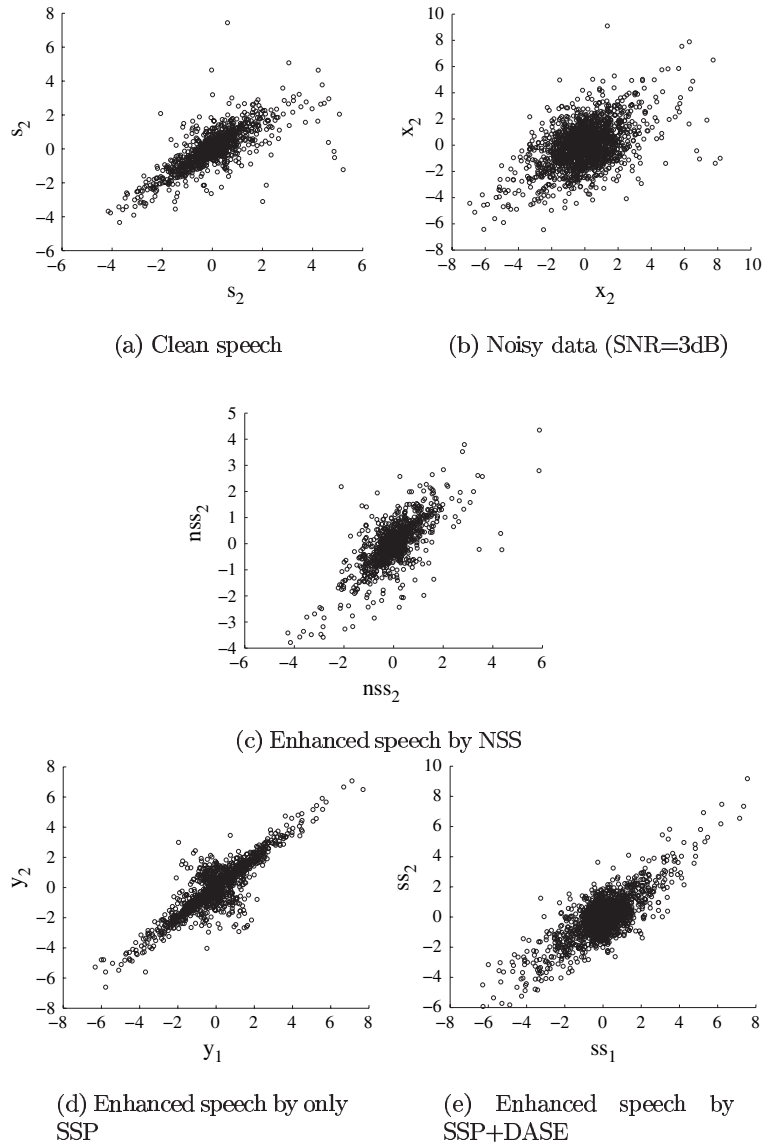 8
6
4
2
0
−2
−4
−6
s2
−6 −4 −2 0 2 4 6
s2
(a) Clean speech
10
8
6
4
2
0
−2
−4
−6
−8
x2
−8 −6 −4 −2 0 2 4 6 8 10
x2
(b) Noisy data (SNR=3dB)
5
4
3
2
1
0
−1
−2
−3
−4
nss2
−6 −4 −2 0 2 4 6
nss2
(c) Enhanced speech by NSS
8
6
4
2
0
−2
−4
−6
−8
y2
−8 −6 −4 −2 0 2 4 6 8
y1
(d) Enhanced speech by only
SSP
10
8
6
4
2
0
−2
−4
−6
ss2
−8 −6 −4 −2 0 2 4 6 8
ss1
(e) Enhanced speech by
SSP+DASE